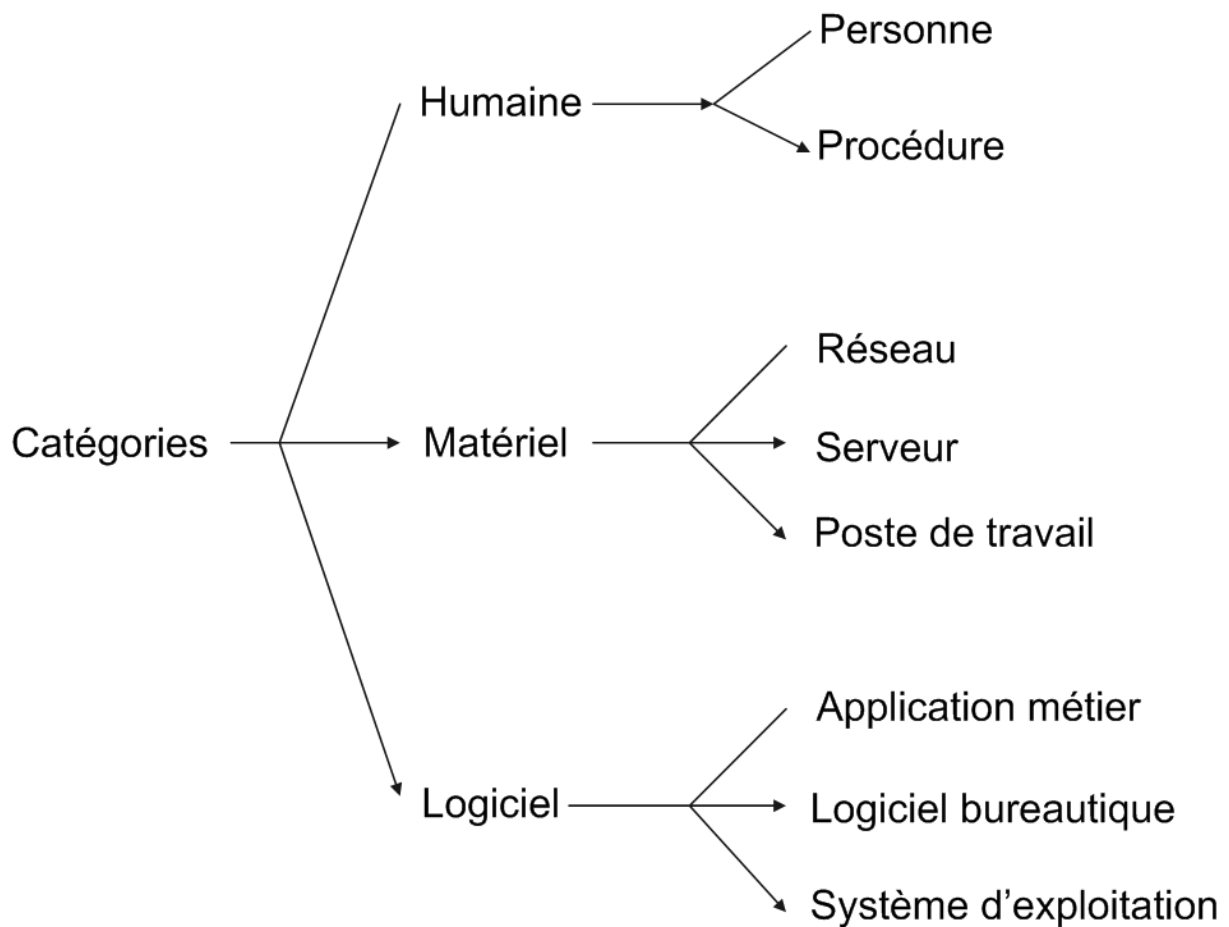 Catégories
Humaine
Personne
Procédure
Matériel
Réseau
Serveur
Poste de travail
Logiciel
Application métier
Logiciel bureautique
Système d'exploitation